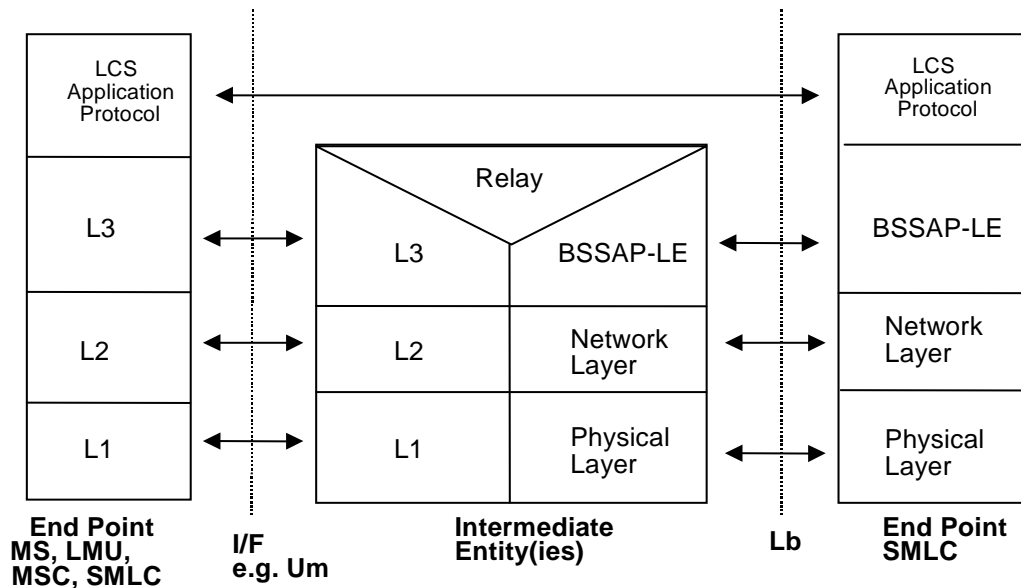 LCS
Application
Protocol
L3
L2
L1
End Point
MS, LMU,
MSC, SMLC
I/F
e.g. Um
Relay
L3
BSSAP-LE
L2
Network
Layer
L1
Physical
Layer
Intermediate
Entity(ies)
Lb
LCS
Application
Protocol
BSSAP-LE
Network
Layer
Physical
Layer
End Point
SMLC